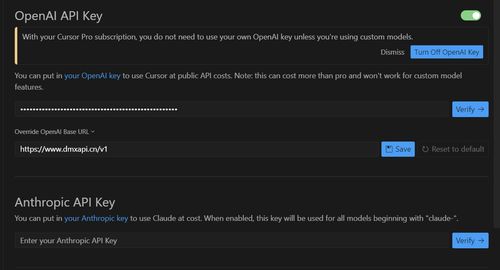 OpenAI API Key
With your Cursor Pro subscription, you do not need to use your own OpenAI key unless you're using custom models.
Dismiss Turn Off OpenAI Key
You can put in your OpenAI key to use Cursor at public API costs. Note: this can cost more than pro and won't work for custom model
features.
•••••••••••••••••••••••••••••••••••••••••••••••••••
Verify →
Override OpenAI Base URL
https://www.dmxapi.cn/v1
Save Reset to default
Anthropic API Key
You can put in your Anthropic key to use Claude at cost. When enabled, this key will be used for all models beginning with "claude-".
Enter your Anthropic API Key
Verify →